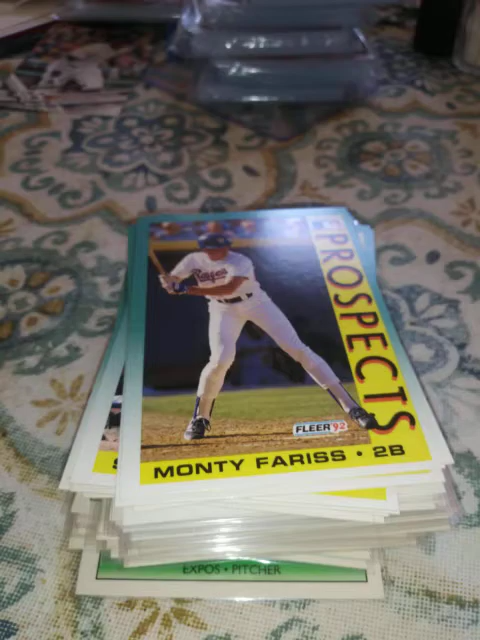 PROSPECTS
FLEER '92
MONTY FARISS • 2B
EXPOS • PITCHER